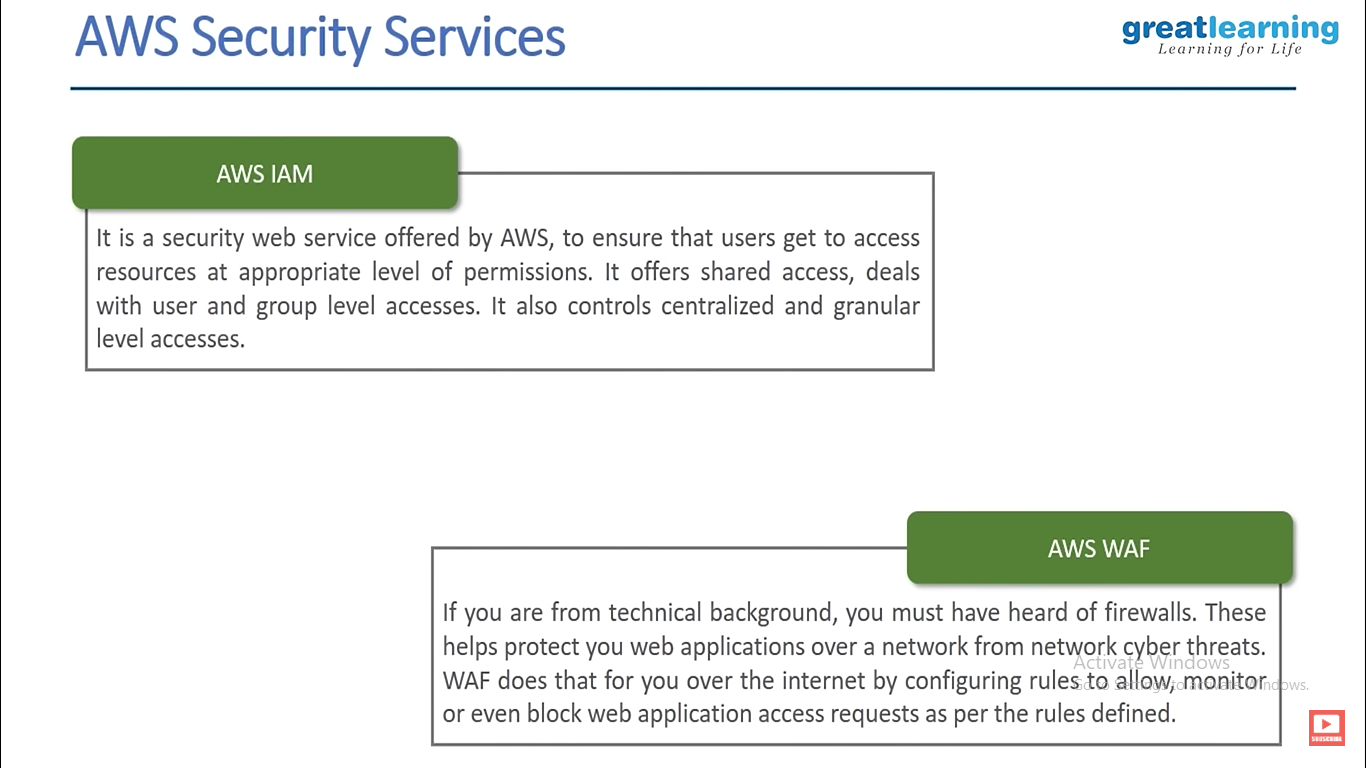 AWS Security Services
greatlearning
Learning for Life
AWS IAM
It is a security web service offered by AWS, to ensure that users get to access
resources at appropriate level of permissions. It offers shared access, deals
with user and group level accesses. It also controls centralized and granular
level accesses.
AWS WAF
If you are from technical background, you must have heard of firewalls. These
helps protect you web applications over a network from network cyber threats.
Activate Windows
WAF does that for you over the internet by configuring rules to allow, monitor
Go to Settings to activate Windows.
or even block web application access requests as per the rules defined.
SUBSCRIBE